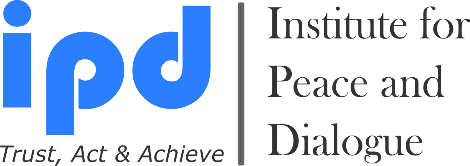 ipd
Trust, Act & Achieve
Institute for
Peace and
Dialogue